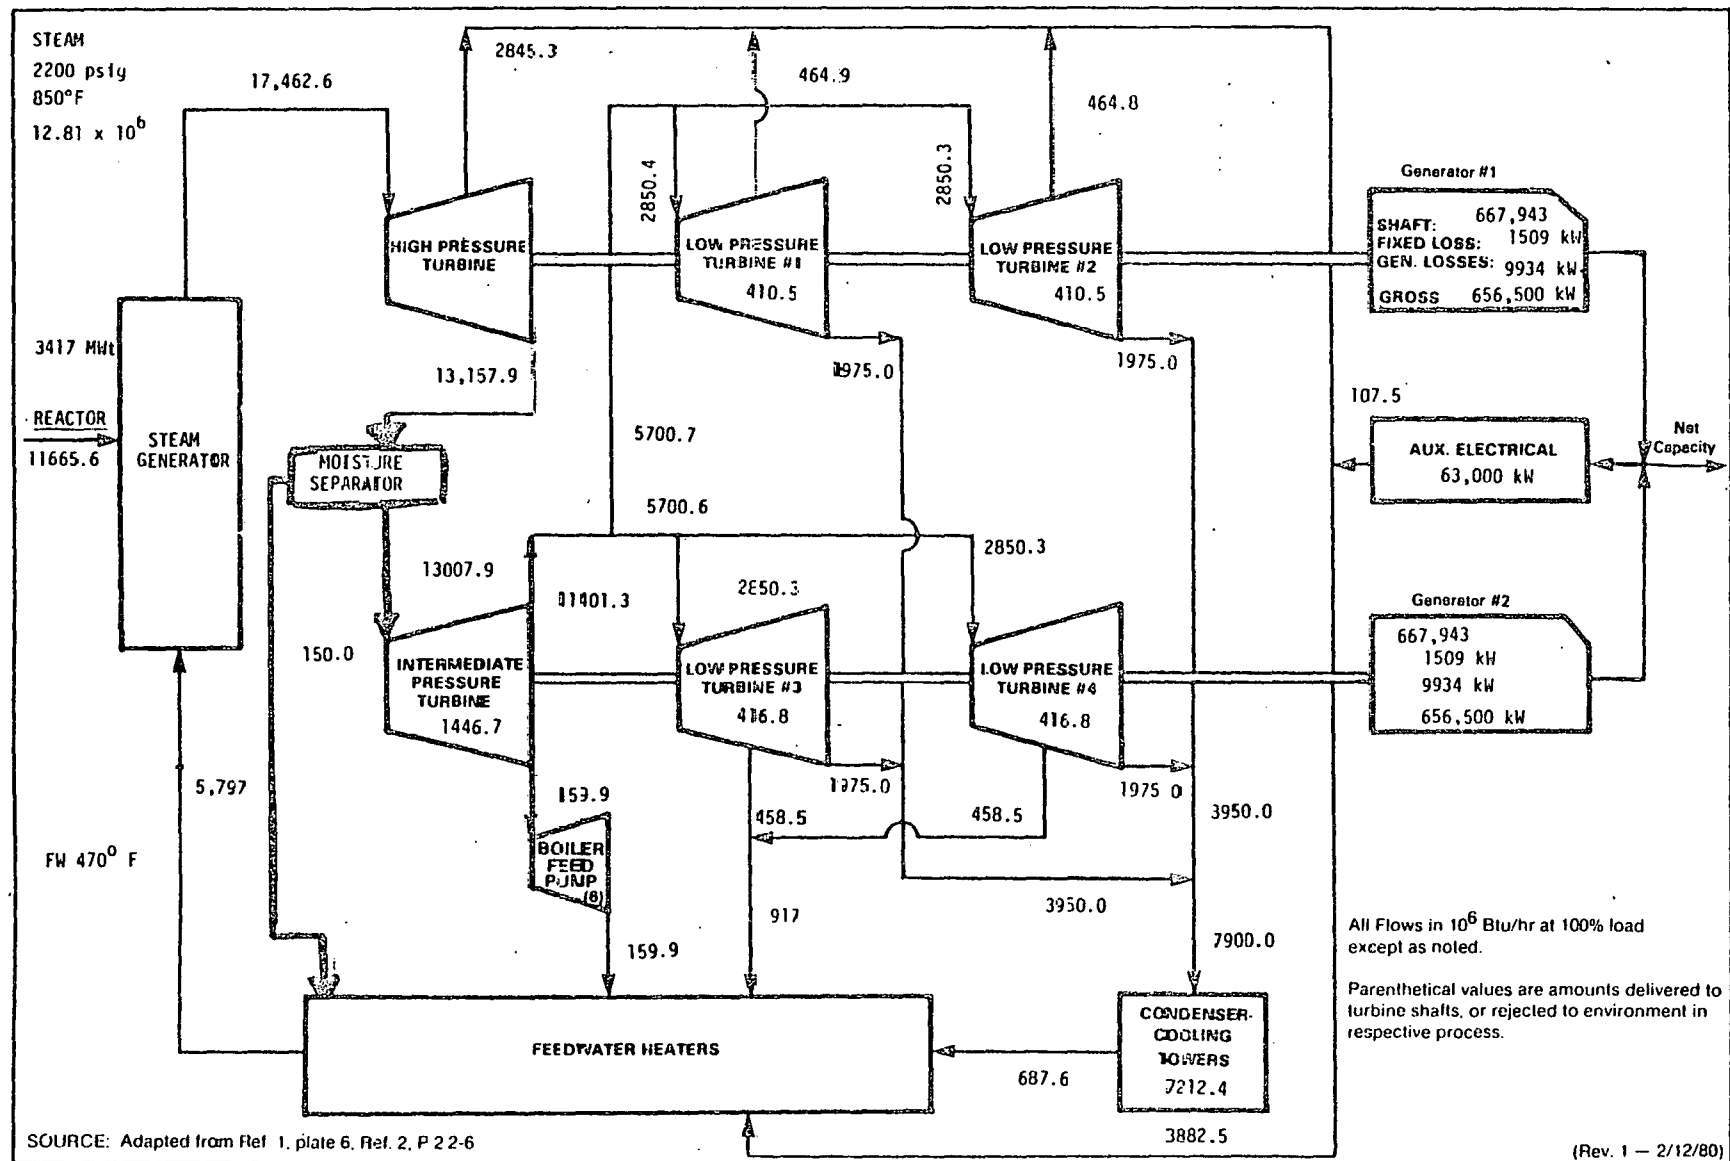 STEAM
2200 psig
850°F
12.81 x 10⁶
17,462.6
2845.3
464.9
464.8
2850.4
2850.3
HIGH PRESSURE
TURBINE
LOW PRESSURE
TURBINE #1
410.5
LOW PRESSURE
TURBINE #2
410.5
Generator #1
SHAFT: 667,943
FIXED LOSS: 1509 kW
GEN. LOSSES: 9934 kW
GROSS 656,500 kW
3417 MWt
REACTOR
11665.6
STEAM
GENERATOR
13,157.9
1975.0
1975.0
MOISTURE
SEPARATOR
5700.7
5700.6
107.5
AUX. ELECTRICAL
63,000 kW
Net
Capacity
13007.9
11401.3
2850.3
2850.3
150.0
INTERMEDIATE
PRESSURE
TURBINE
1446.7
LOW PRESSURE
TURBINE #3
416.8
LOW PRESSURE
TURBINE #4
416.8
Generator #2
667,943
1509 kW
9934 kW
656,500 kW
5,797
159.9
1975.0
1975 0
458.5
458.5
3950.0
FW 470° F
BOILER
FEED
PUMP
(6)
917
3950.0
159.9
7900.0
All Flows in 10⁶ Btu/hr at 100% load
except as noted.
Parenthetical values are amounts delivered to
turbine shafts, or rejected to environment in
respective process.
FEEDWATER HEATERS
687.6
CONDENSER-
COOLING
TOWERS
7212.4
3882.5
SOURCE: Adapted from Ref 1, plate 6, Ref. 2, P 2 2-6
(Rev. 1 — 2/12/80)